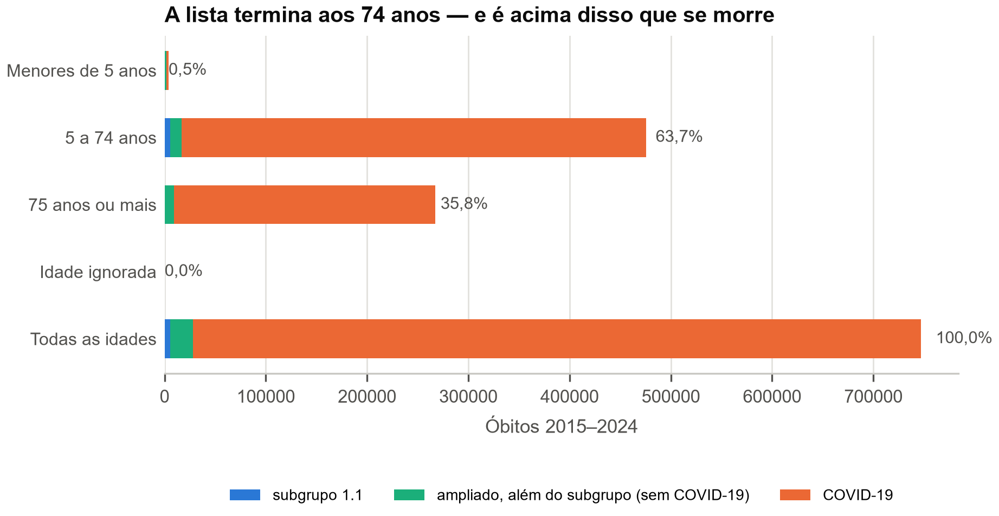 A lista termina aos 74 anos — e é acima disso que se morre
Menores de 5 anos 0,5%
5 a 74 anos 63,7%
75 anos ou mais 35,8%
Idade ignorada 0,0%
Todas as idades 100,0%
0 100000 200000 300000 400000 500000 600000 700000
Óbitos 2015–2024
subgrupo 1.1 ampliado, além do subgrupo (sem COVID-19) COVID-19